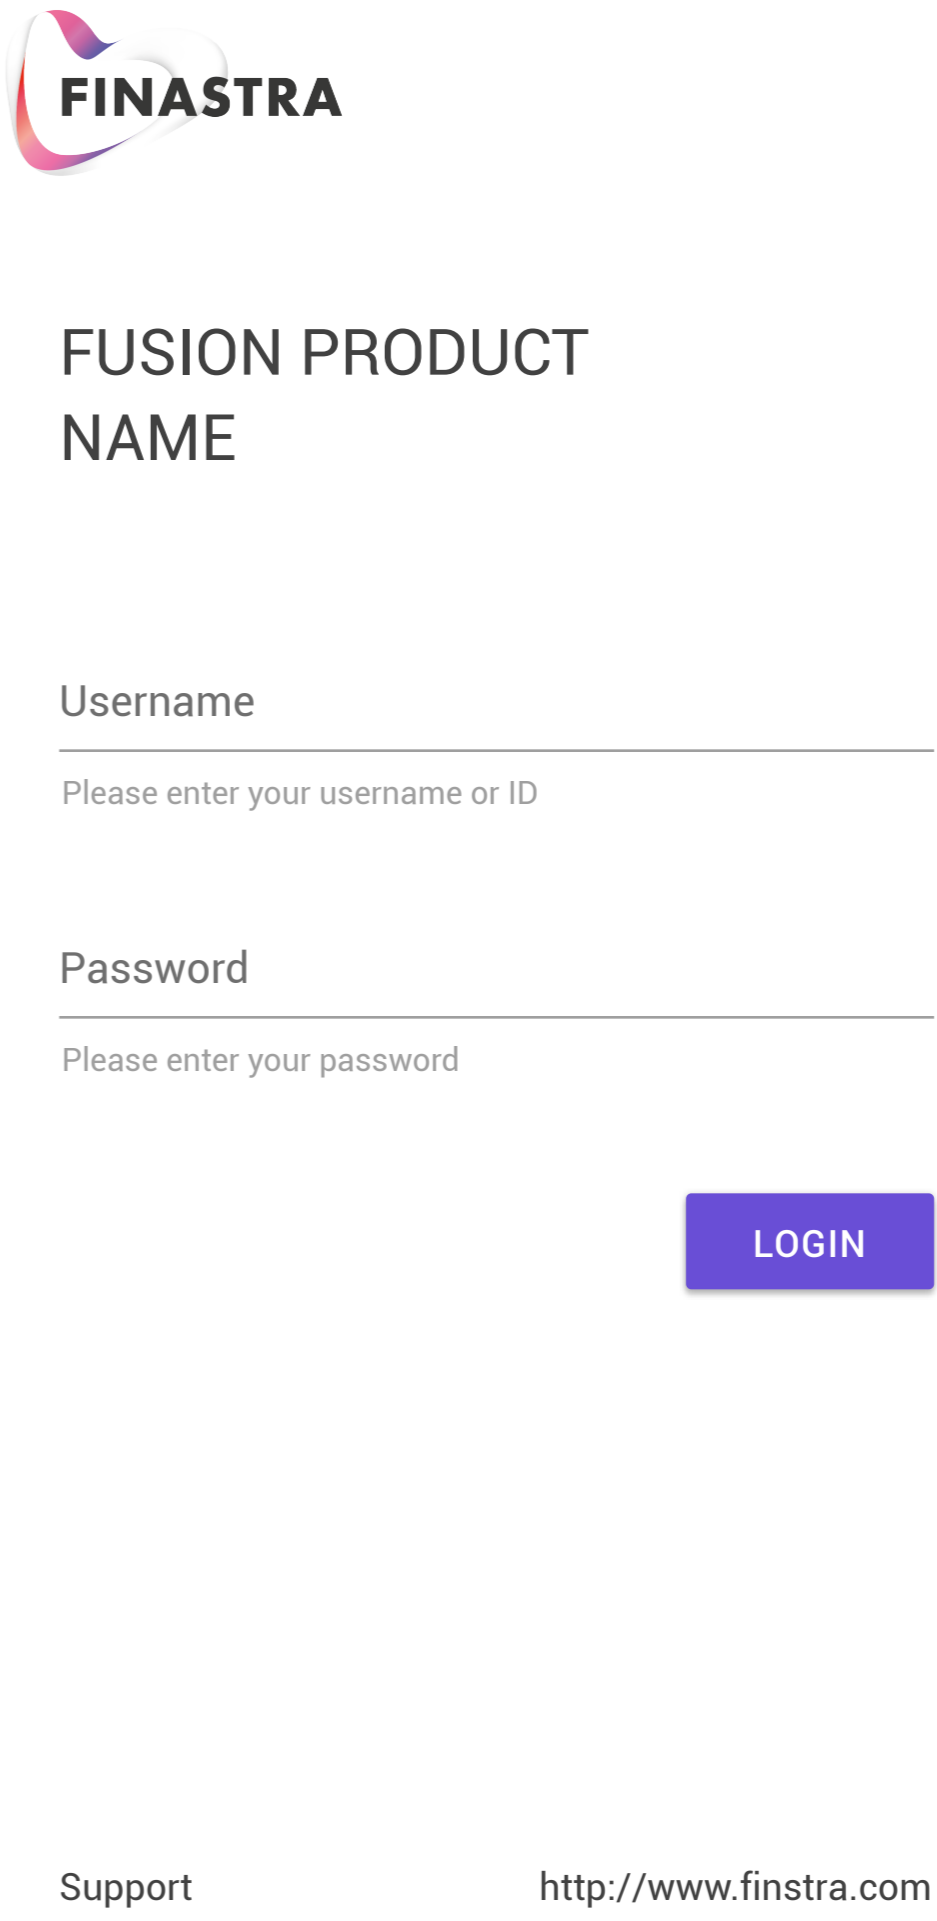 FINASTRA
FUSION PRODUCT
NAME
Username
Please enter your username or ID
Password
Please enter your password
LOGIN
Support http://www.finstra.com